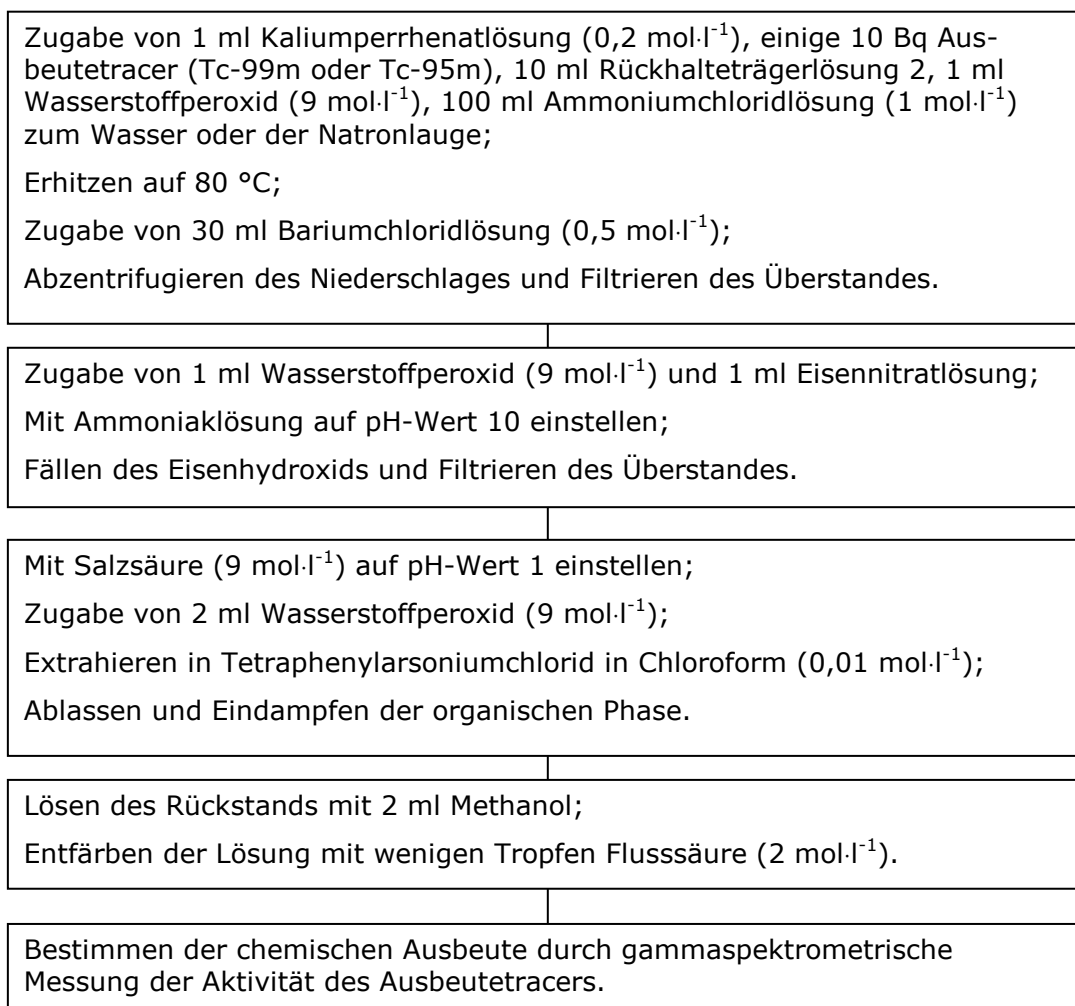 Zugabe von 1 ml Kaliumperrhenatlösung (0,2 mol·l⁻¹), einige 10 Bq Aus-
beutetracer (Tc-99m oder Tc-95m), 10 ml Rückhalteträgerlösung 2, 1 ml
Wasserstoffperoxid (9 mol·l⁻¹), 100 ml Ammoniumchloridlösung (1 mol·l⁻¹)
zum Wasser oder der Natronlauge;
Erhitzen auf 80 °C;
Zugabe von 30 ml Bariumchloridlösung (0,5 mol·l⁻¹);
Abzentrifugieren des Niederschlages und Filtrieren des Überstandes.
Zugabe von 1 ml Wasserstoffperoxid (9 mol·l⁻¹) und 1 ml Eisennitratlösung;
Mit Ammoniaklösung auf pH-Wert 10 einstellen;
Fällen des Eisenhydroxids und Filtrieren des Überstandes.
Mit Salzsäure (9 mol·l⁻¹) auf pH-Wert 1 einstellen;
Zugabe von 2 ml Wasserstoffperoxid (9 mol·l⁻¹);
Extrahieren in Tetraphenylarsoniumchlorid in Chloroform (0,01 mol·l⁻¹);
Ablassen und Eindampfen der organischen Phase.
Lösen des Rückstands mit 2 ml Methanol;
Entfärben der Lösung mit wenigen Tropfen Flusssäure (2 mol·l⁻¹).
Bestimmen der chemischen Ausbeute durch gammaspektrometrische
Messung der Aktivität des Ausbeutetracers.